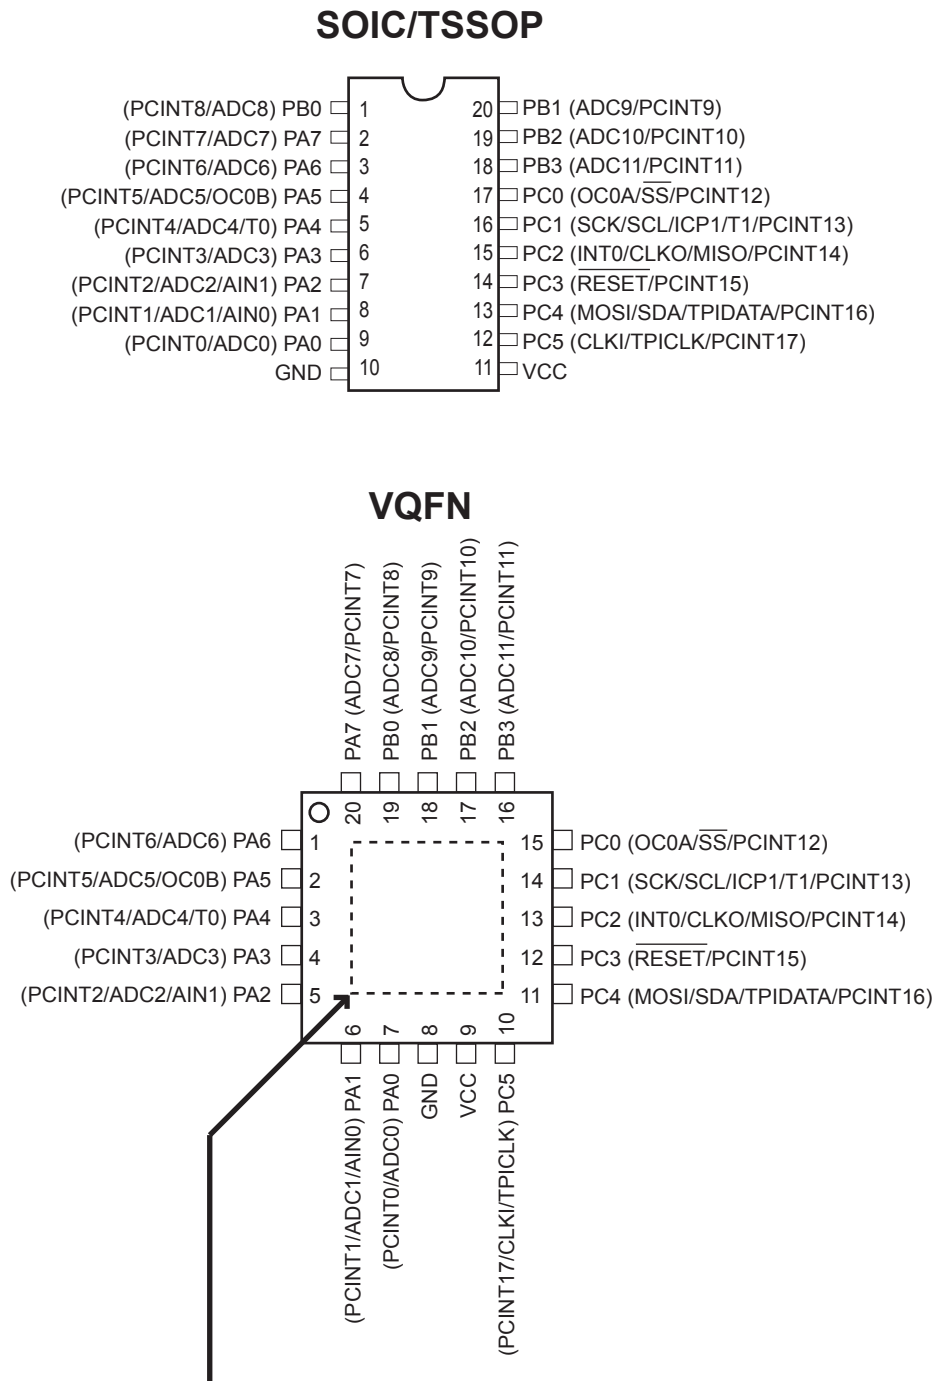 SOIC/TSSOP
(PCINT8/ADC8) PB0 1 20 PB1 (ADC9/PCINT9)
(PCINT7/ADC7) PA7 2 19 PB2 (ADC10/PCINT10)
(PCINT6/ADC6) PA6 3 18 PB3 (ADC11/PCINT11)
(PCINT5/ADC5/OC0B) PA5 4 17 PC0 (OC0A/S̅S̅/PCINT12)
(PCINT4/ADC4/T0) PA4 5 16 PC1 (SCK/SCL/ICP1/T1/PCINT13)
(PCINT3/ADC3) PA3 6 15 PC2 (INT0/CLKO/MISO/PCINT14)
(PCINT2/ADC2/AIN1) PA2 7 14 PC3 (R̅E̅S̅E̅T̅/PCINT15)
(PCINT1/ADC1/AIN0) PA1 8 13 PC4 (MOSI/SDA/TPIDATA/PCINT16)
(PCINT0/ADC0) PA0 9 12 PC5 (CLKI/TPICLK/PCINT17)
GND 10 11 VCC
VQFN
PA7 (ADC7/PCINT7)
PB0 (ADC8/PCINT8)
PB1 (ADC9/PCINT9)
PB2 (ADC10/PCINT10)
PB3 (ADC11/PCINT11)
20 19 18 17 16
(PCINT6/ADC6) PA6 1 15 PC0 (OC0A/S̅S̅/PCINT12)
(PCINT5/ADC5/OC0B) PA5 2 14 PC1 (SCK/SCL/ICP1/T1/PCINT13)
(PCINT4/ADC4/T0) PA4 3 13 PC2 (INT0/CLKO/MISO/PCINT14)
(PCINT3/ADC3) PA3 4 12 PC3 (R̅E̅S̅E̅T̅/PCINT15)
(PCINT2/ADC2/AIN1) PA2 5 11 PC4 (MOSI/SDA/TPIDATA/PCINT16)
6 7 8 9 10
(PCINT1/ADC1/AIN0) PA1
(PCINT0/ADC0) PA0
GND
VCC
(PCINT17/CLKI/TPICLK) PC5